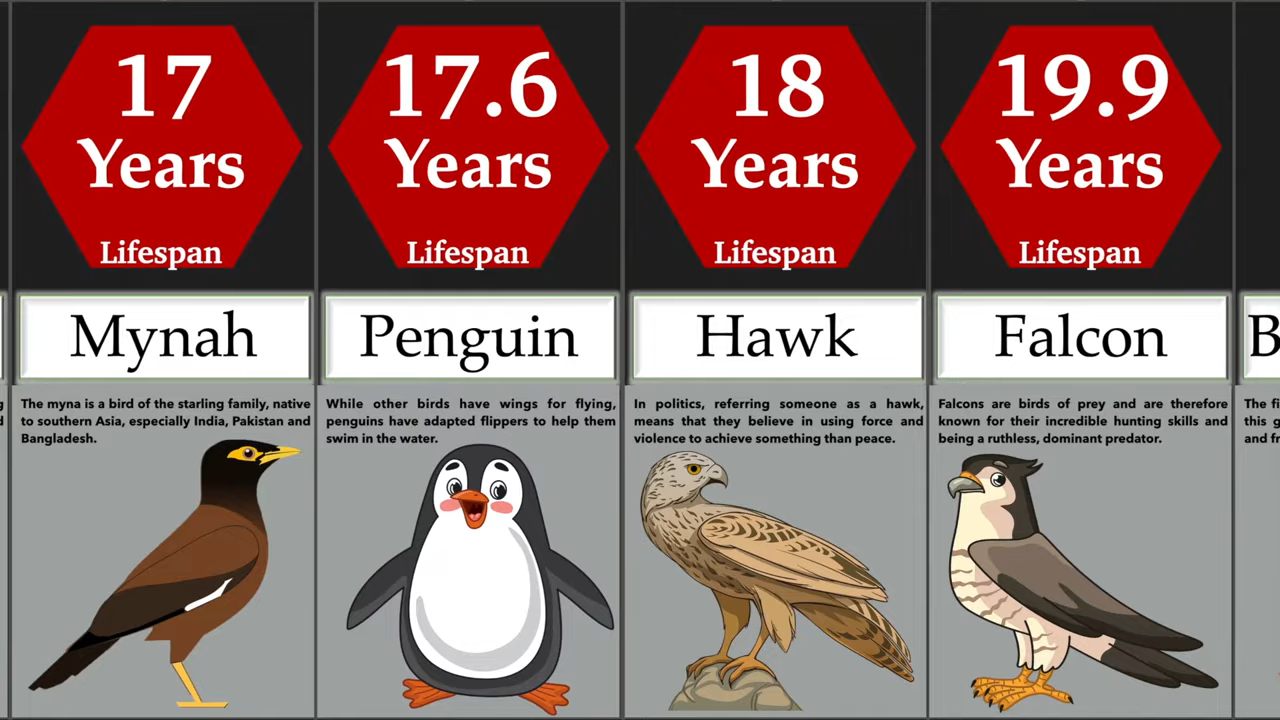 17
Years
Lifespan
Mynah
The myna is a bird of the starling family, native
to southern Asia, especially India, Pakistan and
Bangladesh.
17.6
Years
Lifespan
Penguin
While other birds have wings for flying,
penguins have adapted flippers to help them
swim in the water.
18
Years
Lifespan
Hawk
In politics, referring someone as a hawk,
means that they believe in using force and
violence to achieve something than peace.
19.9
Years
Lifespan
Falcon
Falcons are birds of prey and are therefore
known for their incredible hunting skills and
being a ruthless, dominant predator.
B
The
this
and